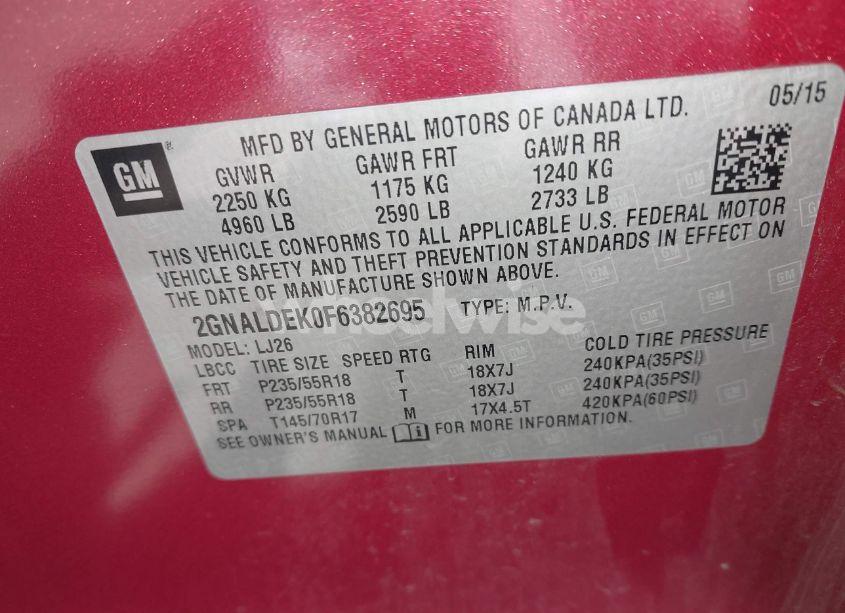 05/15
MFD BY GENERAL MOTORS OF CANADA LTD.
GM
GVWR GAWR FRT GAWR RR
2250 KG 1175 KG 1240 KG
4960 LB 2590 LB 2733 LB
THIS VEHICLE CONFORMS TO ALL APPLICABLE U.S. FEDERAL MOTOR
VEHICLE SAFETY AND THEFT PREVENTION STANDARDS IN EFFECT ON
THE DATE OF MANUFACTURE SHOWN ABOVE.
2GNALDEK0F6382695 TYPE: M.P.V.
wheelwise
MODEL: LJ26
LBCC TIRE SIZE SPEED RTG RIM COLD TIRE PRESSURE
FRT P235/55R18 T 18X7J 240KPA(35PSI)
RR P235/55R18 T 18X7J 240KPA(35PSI)
SPA T145/70R17 M 17X4.5T 420KPA(60PSI)
SEE OWNER'S MANUAL FOR MORE INFORMATION.